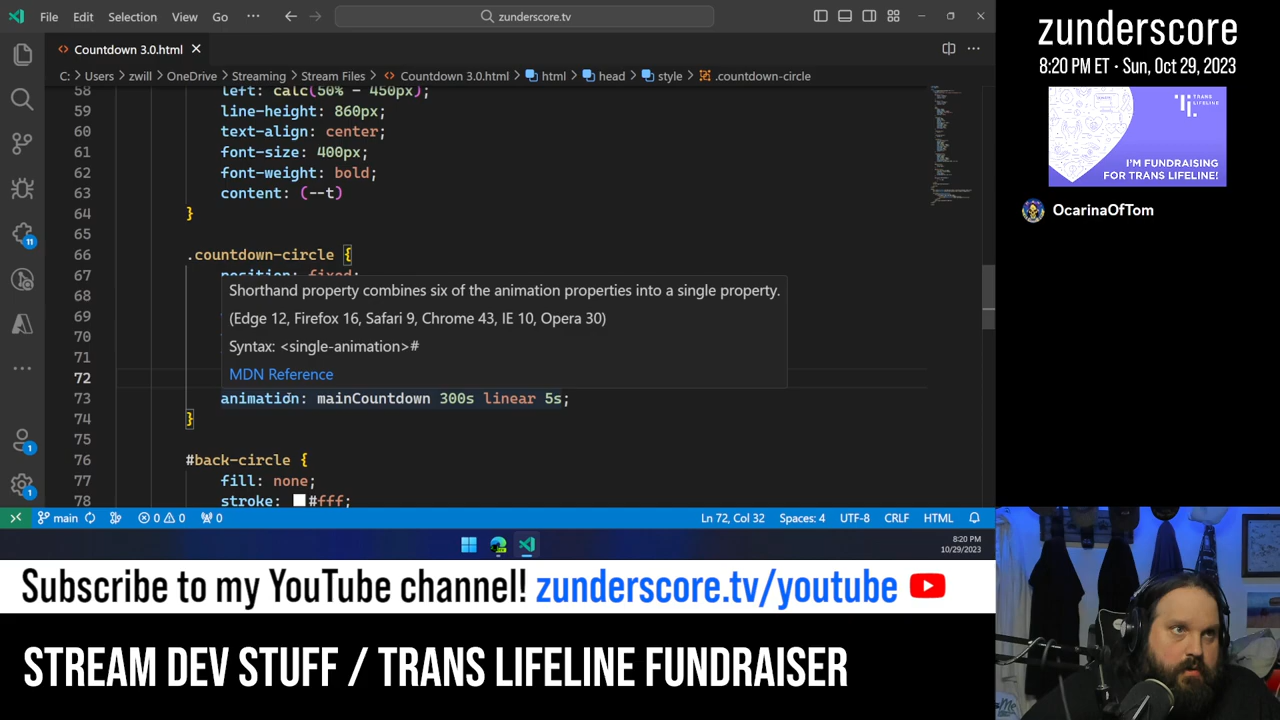 File Edit Selection View Go ··· zunderscore.tv
Countdown 3.0.html
C: > Users > zwill > OneDrive > Streaming > Stream Files > Countdown 3.0.html > html > head > style > .countdown-circle
58 left: calc(50% - 450px);
59 line-height: 860px;
60 text-align: center;
61 font-size: 400px;
62 font-weight: bold;
63 content: (--t)
64 }
65
66 .countdown-circle {
67 position: fixed;
68
69
70
71
72
Shorthand property combines six of the animation properties into a single property.
(Edge 12, Firefox 16, Safari 9, Chrome 43, IE 10, Opera 30)
Syntax: <single-animation>#
MDN Reference
73 animation: mainCountdown 300s linear 5s;
74 }
75
76 #back-circle {
77 fill: none;
78 stroke: #fff;
11
1
1
main 0 0 0 Ln 72, Col 32 Spaces: 4 UTF-8 CRLF HTML
8:20 PM
10/29/2023
zunderscore
8:20 PM ET · Sun, Oct 29, 2023
TRANS
LIFELINE
I'M FUNDRAISING
FOR TRANS LIFELINE!
OcarinaOfTom
Subscribe to my YouTube channel! zunderscore.tv/youtube
STREAM DEV STUFF / TRANS LIFELINE FUNDRAISER